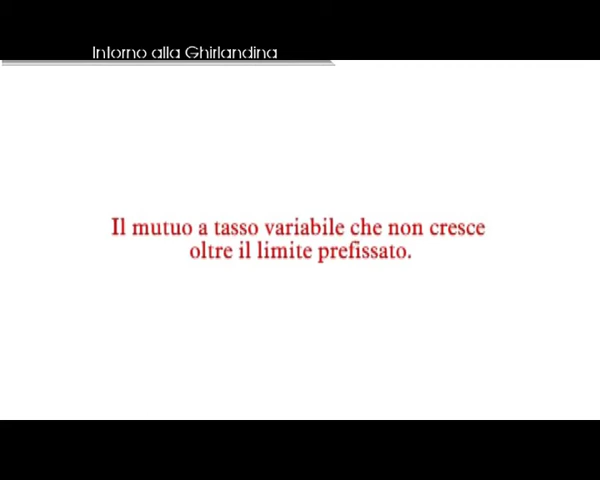 Intorno alla Ghirlandina
Il mutuo a tasso variabile che non cresce
oltre il limite prefissato.